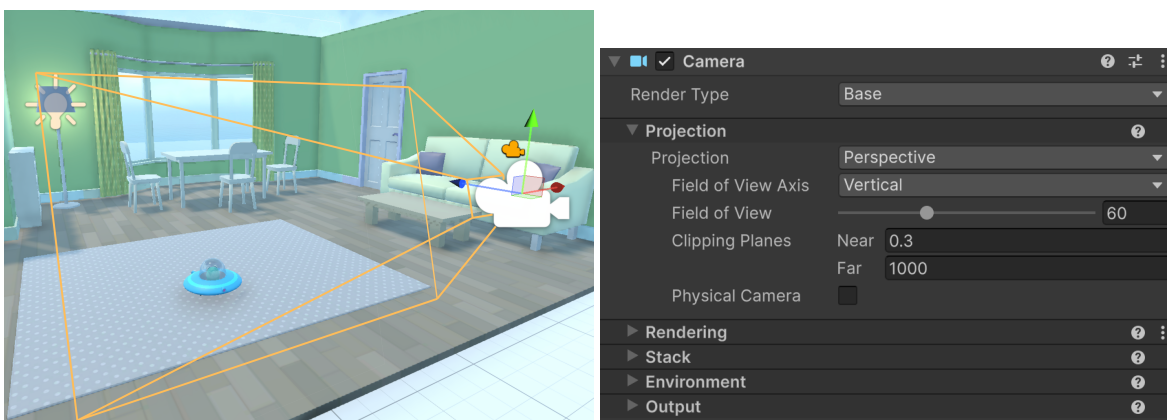 Camera
Render Type Base
Projection
Projection Perspective
Field of View Axis Vertical
Field of View 60
Clipping Planes Near 0.3
Far 1000
Physical Camera
Rendering
Stack
Environment
Output